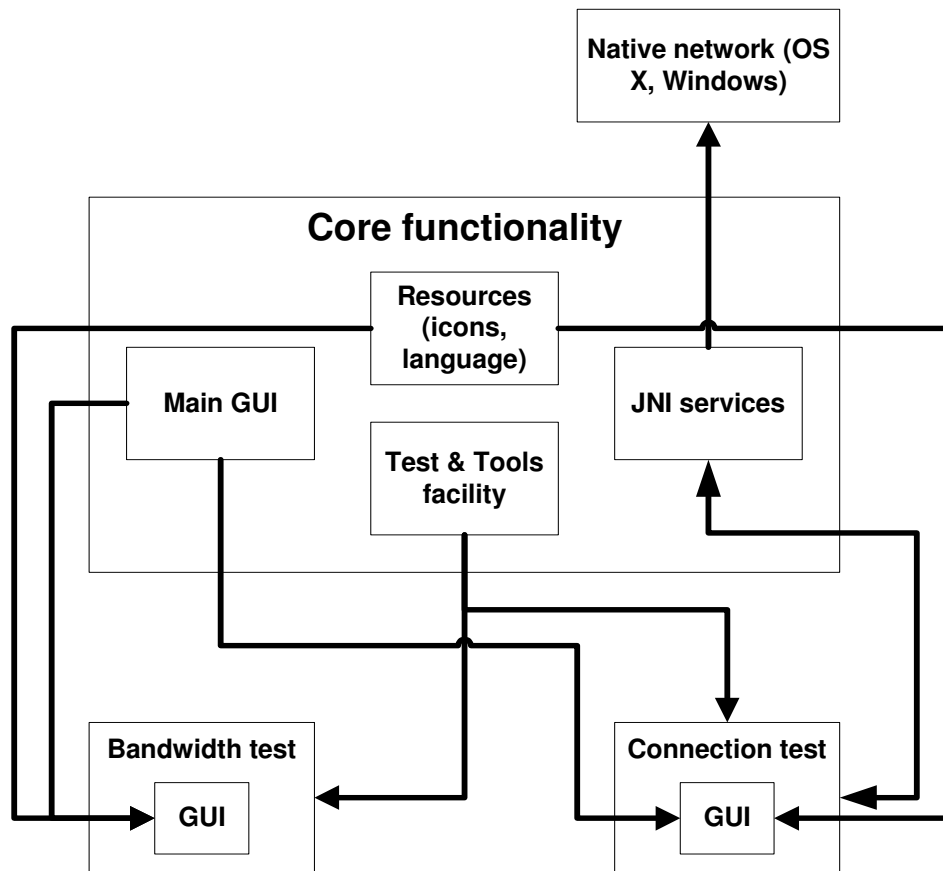 Native network (OS
X, Windows)
Core functionality
Resources
(icons,
language)
Main GUI
JNI services
Test & Tools
facility
Bandwidth test
GUI
Connection test
GUI